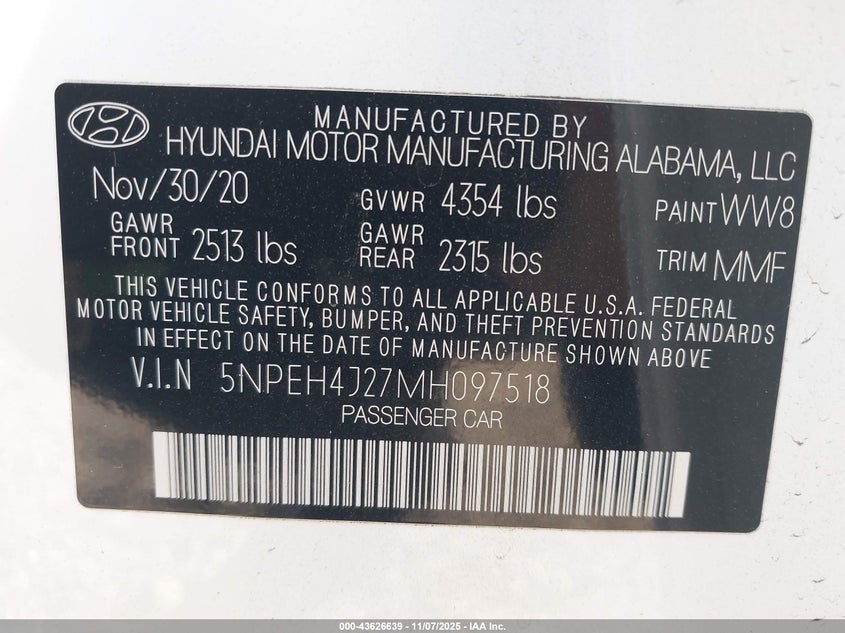 MANUFACTURED BY
HYUNDAI MOTOR MANUFACTURING ALABAMA, LLC
Nov/30/20 GVWR 4354 lbs PAINT WW8
GAWR FRONT 2513 lbs GAWR REAR 2315 lbs TRIM MMF
THIS VEHICLE CONFORMS TO ALL APPLICABLE U.S.A. FEDERAL
MOTOR VEHICLE SAFETY, BUMPER, AND THEFT PREVENTION STANDARDS
IN EFFECT ON THE DATE OF MANUFACTURE SHOWN ABOVE
V.I.N 5NPEH4J27MH097518
PASSENGER CAR
000-43626639 - 11/07/2025 - IAA Inc.